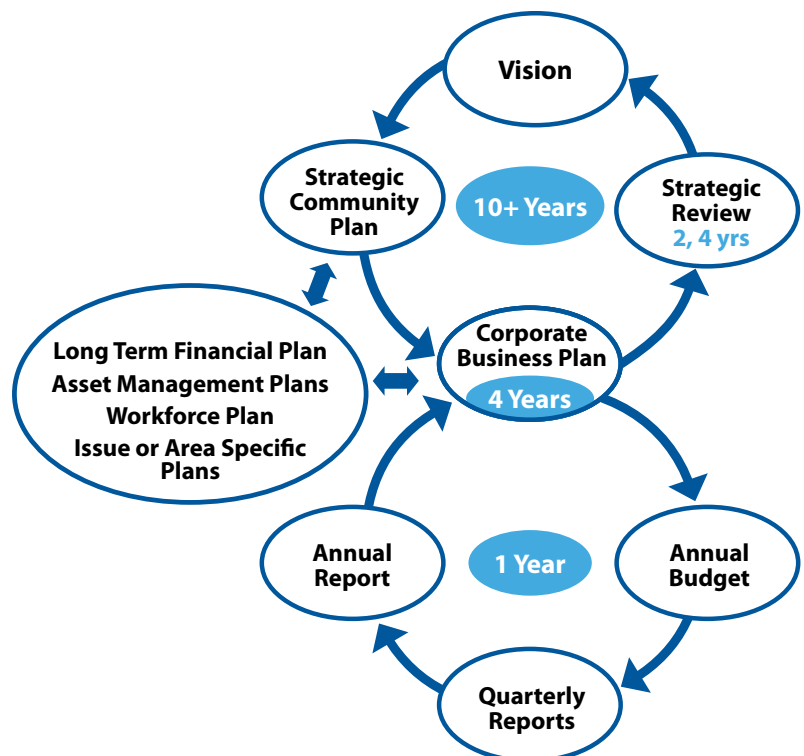 Vision
Strategic
Community
Plan
10+ Years
Strategic
Review
2, 4 yrs
Corporate
Business Plan
4 Years
Long Term Financial Plan
Asset Management Plans
Workforce Plan
Issue or Area Specific
Plans
Annual
Report
1 Year
Annual
Budget
Quarterly
Reports